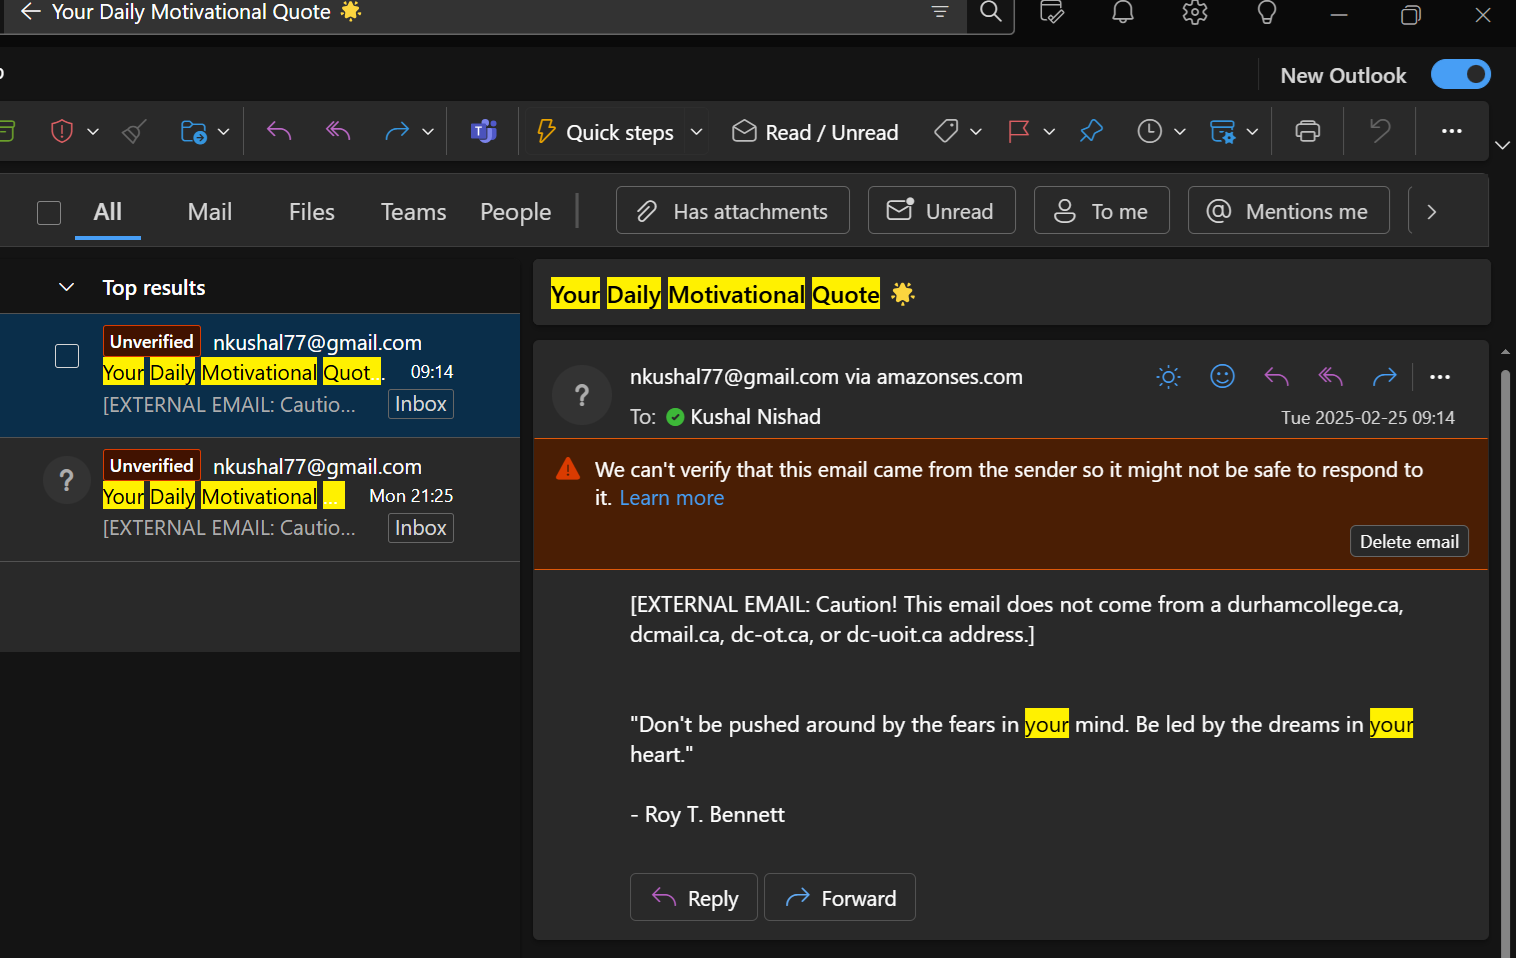 Your Daily Motivational Quote 🌟
New Outlook
Quick steps
Read / Unread
All
Mail
Files
Teams
People
Has attachments
Unread
To me
Mentions me
Top results
Unverified nkushal77@gmail.com
Your Daily Motivational Quot... 09:14
[EXTERNAL EMAIL: Cautio... Inbox
? Unverified nkushal77@gmail.com
Your Daily Motivational ... Mon 21:25
[EXTERNAL EMAIL: Cautio... Inbox
Your Daily Motivational Quote 🌟
? nkushal77@gmail.com via amazonses.com
To: Kushal Nishad
Tue 2025-02-25 09:14
We can't verify that this email came from the sender so it might not be safe to respond to
it. Learn more
Delete email
[EXTERNAL EMAIL: Caution! This email does not come from a durhamcollege.ca,
dcmail.ca, dc-ot.ca, or dc-uoit.ca address.]
"Don't be pushed around by the fears in your mind. Be led by the dreams in your
heart."
- Roy T. Bennett
Reply
Forward